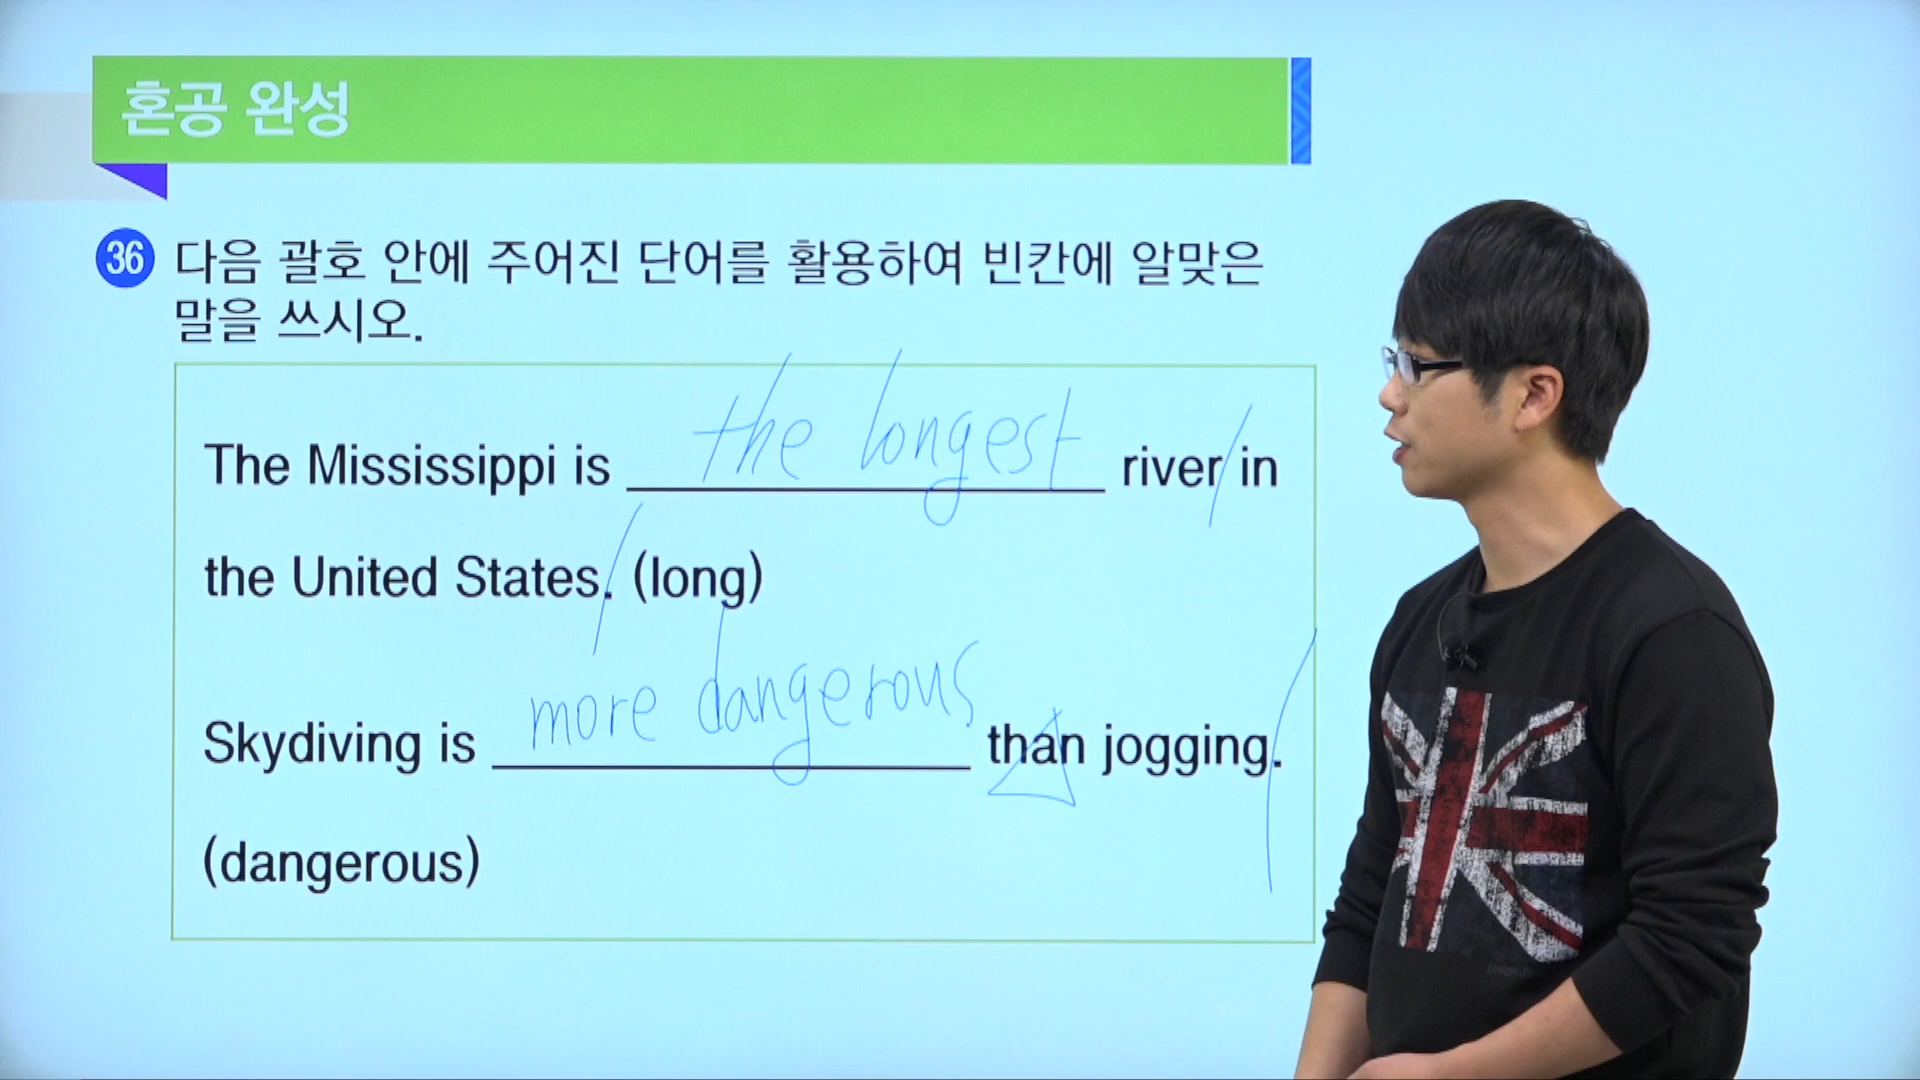 혼공 완성
36 다음 괄호 안에 주어진 단어를 활용하여 빈칸에 알맞은
말을 쓰시오.
The Mississippi is the longest river in
the United States. (long)
Skydiving is more dangerous than jogging.
(dangerous)